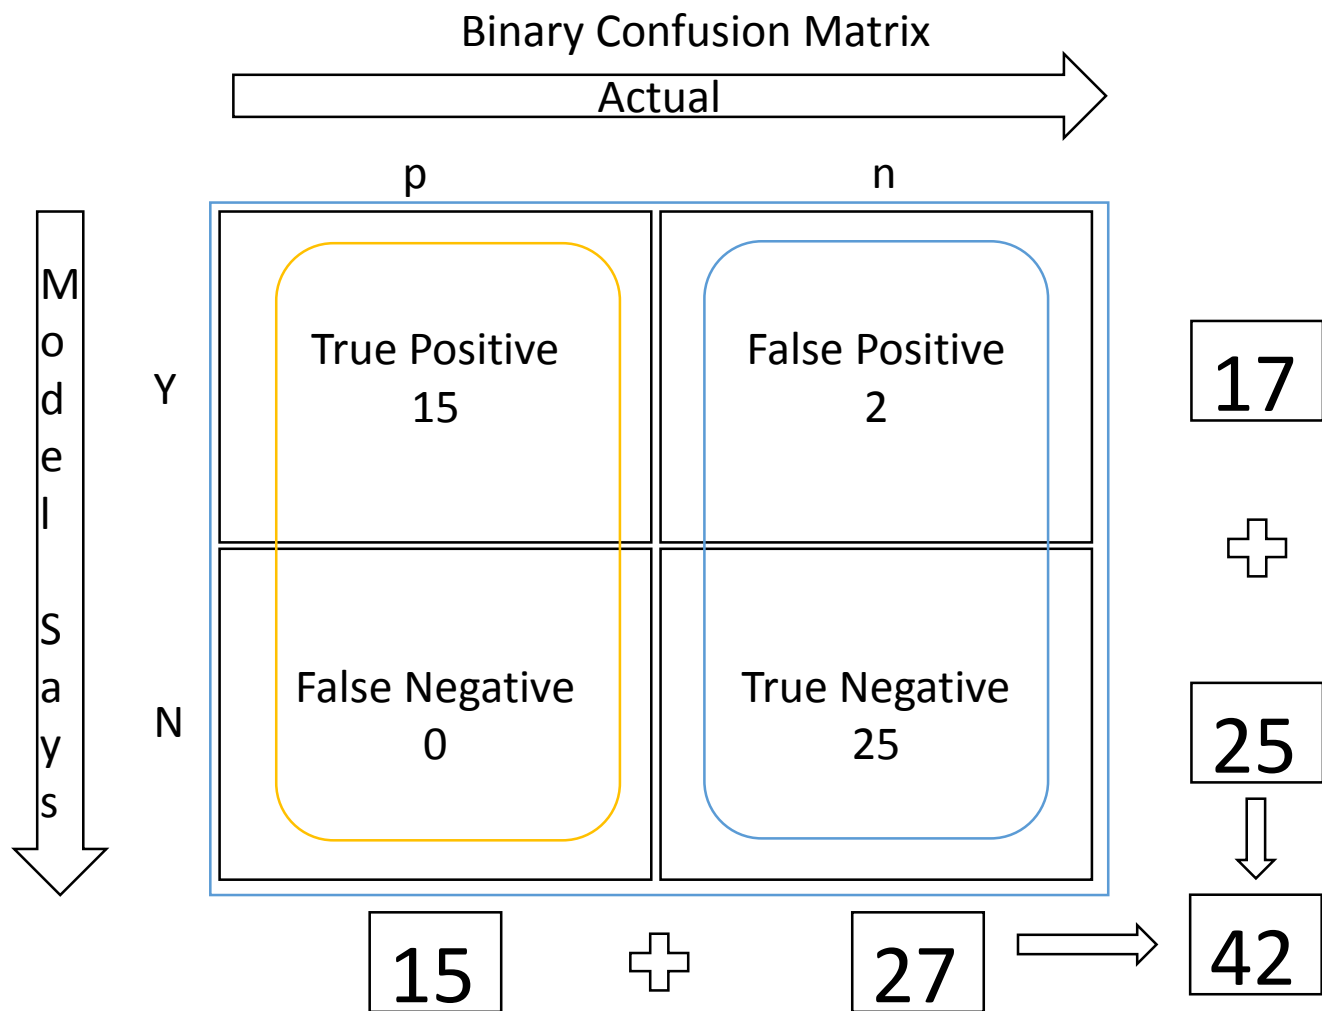 Binary Confusion Matrix
Actual
p
n
Model Says
Y
True Positive
15
False Positive
2
17
N
False Negative
0
True Negative
25
25
15
27
42